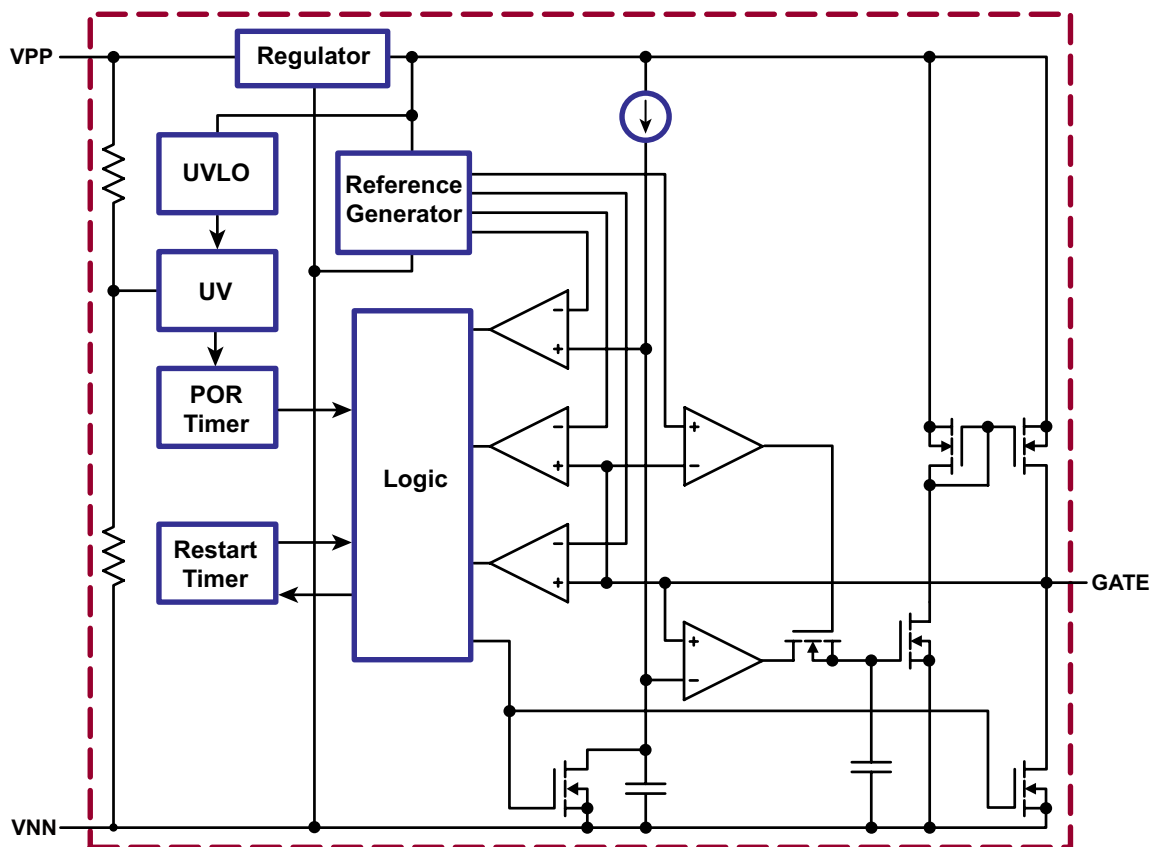 VPP
Regulator
UVLO
Reference
Generator
UV
−
+
POR
Timer
−
+
+
−
Logic
Restart
Timer
−
+
GATE
+
−
VNN